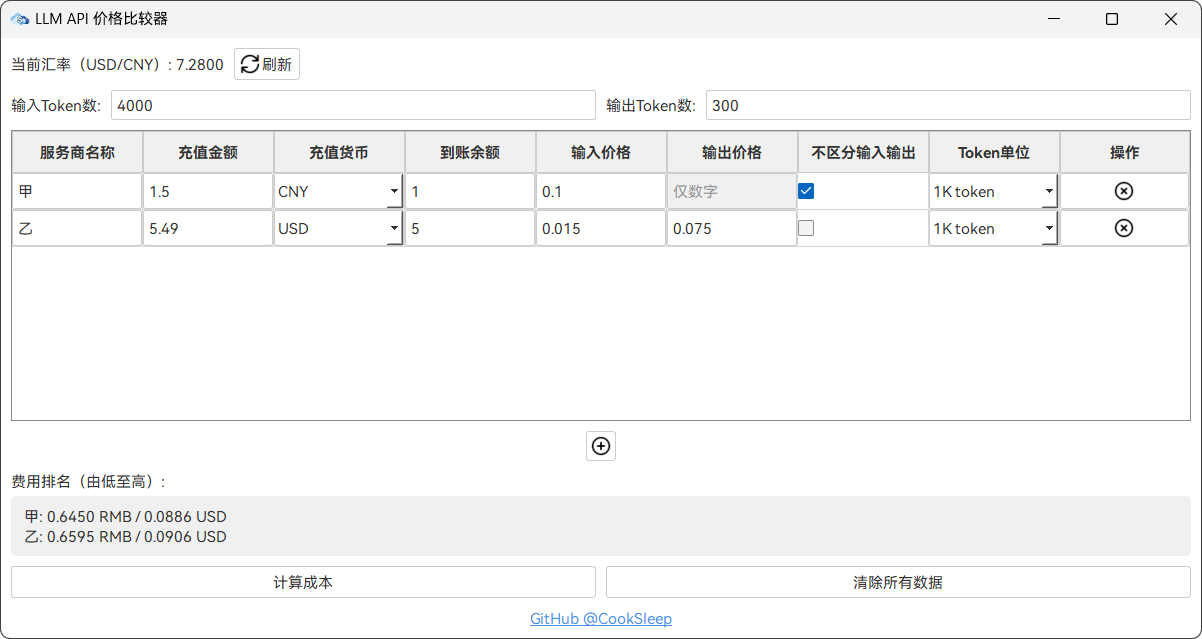 LLM API 价格比较器
当前汇率（USD/CNY）: 7.2800 刷新
输入Token数: 4000 输出Token数: 300
服务商名称 充值金额 充值货币 到账余额 输入价格 输出价格 不区分输入输出 Token单位 操作
甲 1.5 CNY 1 0.1 仅数字 1K token
乙 5.49 USD 5 0.015 0.075 1K token
费用排名（由低至高）:
甲: 0.6450 RMB / 0.0886 USD
乙: 0.6595 RMB / 0.0906 USD
计算成本 清除所有数据
GitHub @CookSleep